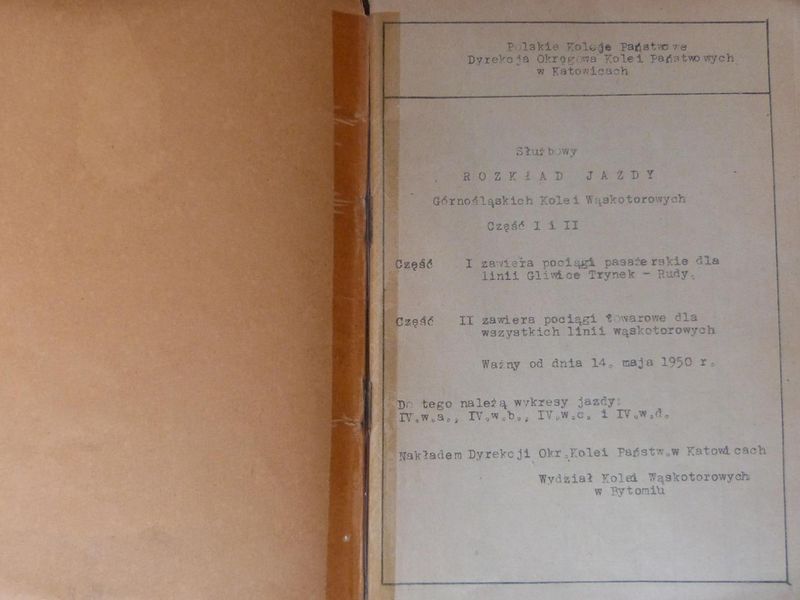 Polskie Koleje Państwowe
Dyrekcja Okręgowa Kolei Państwowych
w Katowicach
Służbowy
ROZKŁAD JAZDY
Górnośląskich Kolei Wąskotorowych
Część I i II
Część I zawiera pociągi pasażerskie dla
linii Gliwice Trynek - Rudy.
Część II zawiera pociągi towarowe dla
wszystkich linii wąskotorowych
Ważny od dnia 14. maja 1950 r.
Do tego należą wykresy jazdy:
IV.w.a., IV.w.b., IV.w.c. i IV.w.d.
Nakładem Dyrekcji Okr.Kolei Państw.w Katowicach
Wydział Kolei Wąskotorowych
w Bytomiu